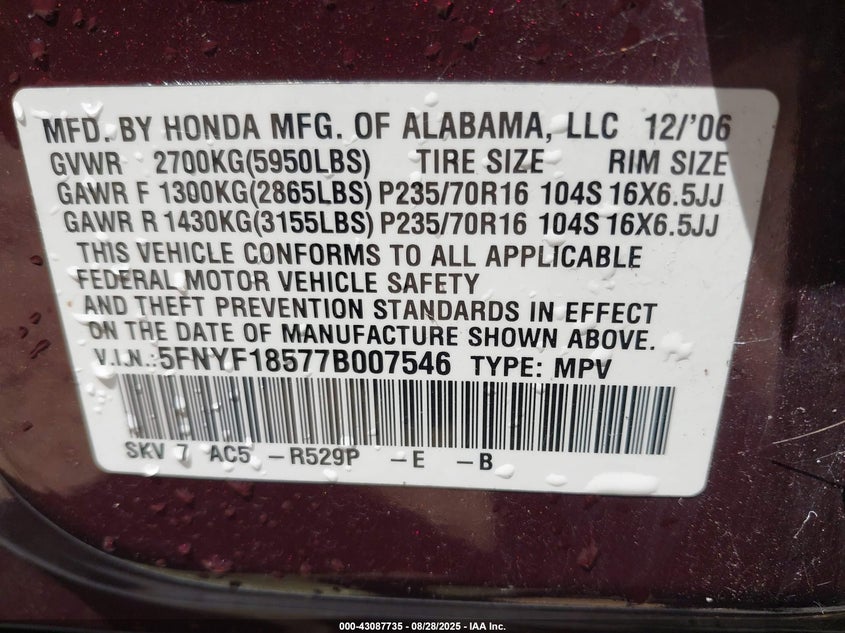 MFD. BY HONDA MFG. OF ALABAMA, LLC 12/'06
GVWR 2700KG(5950LBS) TIRE SIZE RIM SIZE
GAWR F 1300KG(2865LBS) P235/70R16 104S 16X6.5JJ
GAWR R 1430KG(3155LBS) P235/70R16 104S 16X6.5JJ
THIS VEHICLE CONFORMS TO ALL APPLICABLE
FEDERAL MOTOR VEHICLE SAFETY
AND THEFT PREVENTION STANDARDS IN EFFECT
ON THE DATE OF MANUFACTURE SHOWN ABOVE.
V.I.N.:5FNYF18577B007546 TYPE: MPV
SKV 7 AC5 -R529P -E -B
000-43087735 - 08/28/2025 - IAA Inc.